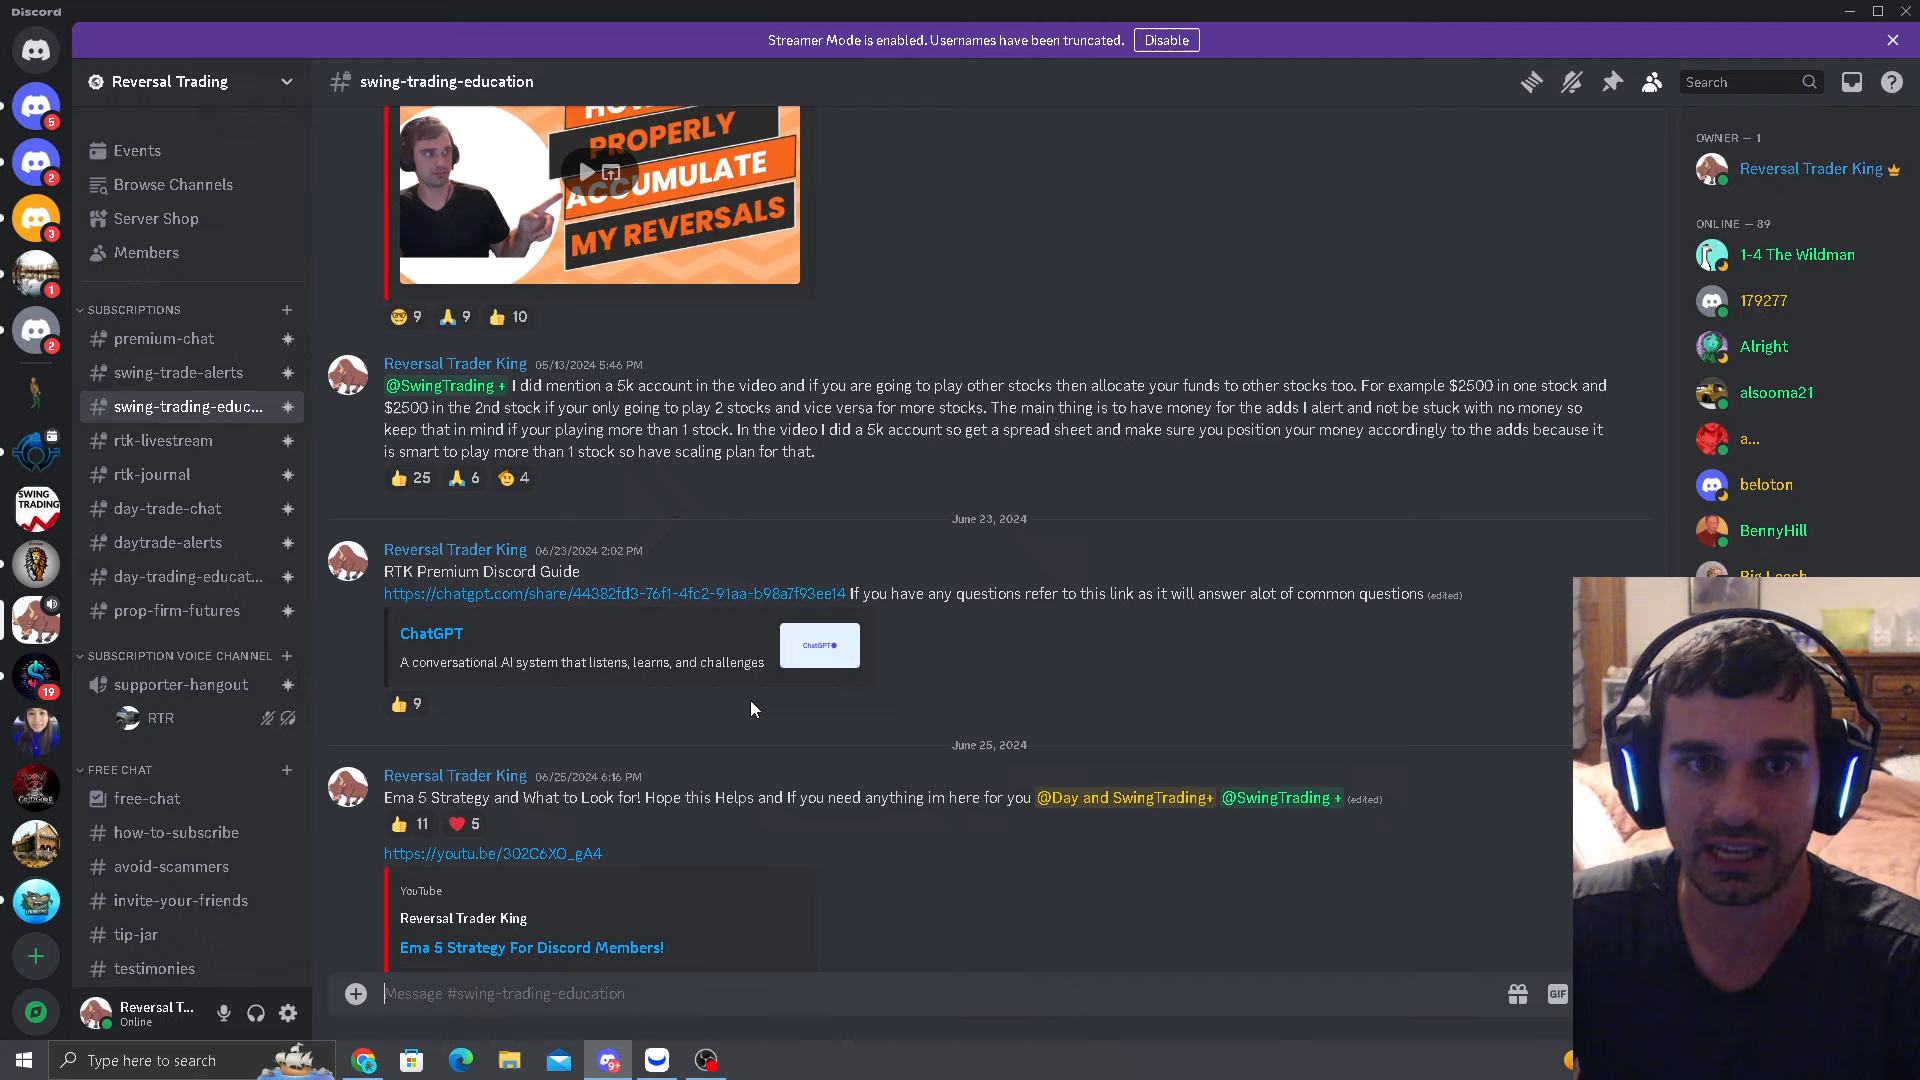 Discord
Streamer Mode is enabled. Usernames have been truncated.
Disable
Reversal Trading
swing-trading-education
Search
Events
Browse Channels
Server Shop
Members
SUBSCRIPTIONS
premium-chat
swing-trade-alerts
swing-trading-educ...
rtk-livestream
rtk-journal
day-trade-chat
daytrade-alerts
day-trading-educat...
prop-firm-futures
SUBSCRIPTION VOICE CHANNEL
supporter-hangout
RTR
FREE CHAT
free-chat
how-to-subscribe
avoid-scammers
invite-your-friends
tip-jar
testimonies
Reversal T...
Online
5
2
3
1
2
SWING
TRADING
19
PROPERLY
ACCUMULATE
MY REVERSALS
9 9 10
Reversal Trader King 05/13/2024 5:46 PM
@SwingTrading + I did mention a 5k account in the video and if you are going to play other stocks then allocate your funds to other stocks too. For example $2500 in one stock and
$2500 in the 2nd stock if your only going to play 2 stocks and vice versa for more stocks. The main thing is to have money for the adds I alert and not be stuck with no money so
keep that in mind if your playing more than 1 stock. In the video I did a 5k account so get a spread sheet and make sure you position your money accordingly to the adds because it
is smart to play more than 1 stock so have scaling plan for that.
25 6 4
June 23, 2024
Reversal Trader King 06/23/2024 2:02 PM
RTK Premium Discord Guide
https://chatgpt.com/share/44382fd3-76f1-4fc2-91aa-b98a7f93ee14 If you have any questions refer to this link as it will answer alot of common questions (edited)
ChatGPT
A conversational AI system that listens, learns, and challenges
ChatGPT
9
June 25, 2024
Reversal Trader King 06/25/2024 6:16 PM
Ema 5 Strategy and What to Look for! Hope this Helps and If you need anything im here for you @Day and SwingTrading+ @SwingTrading + (edited)
11 5
https://youtu.be/302C6XO_gA4
YouTube
Reversal Trader King
Ema 5 Strategy For Discord Members!
Message #swing-trading-education
GIF
OWNER — 1
Reversal Trader King
ONLINE — 89
1-4 The Wildman
179277
Alright
alsooma21
a...
beloton
BennyHill
Type here to search
9+